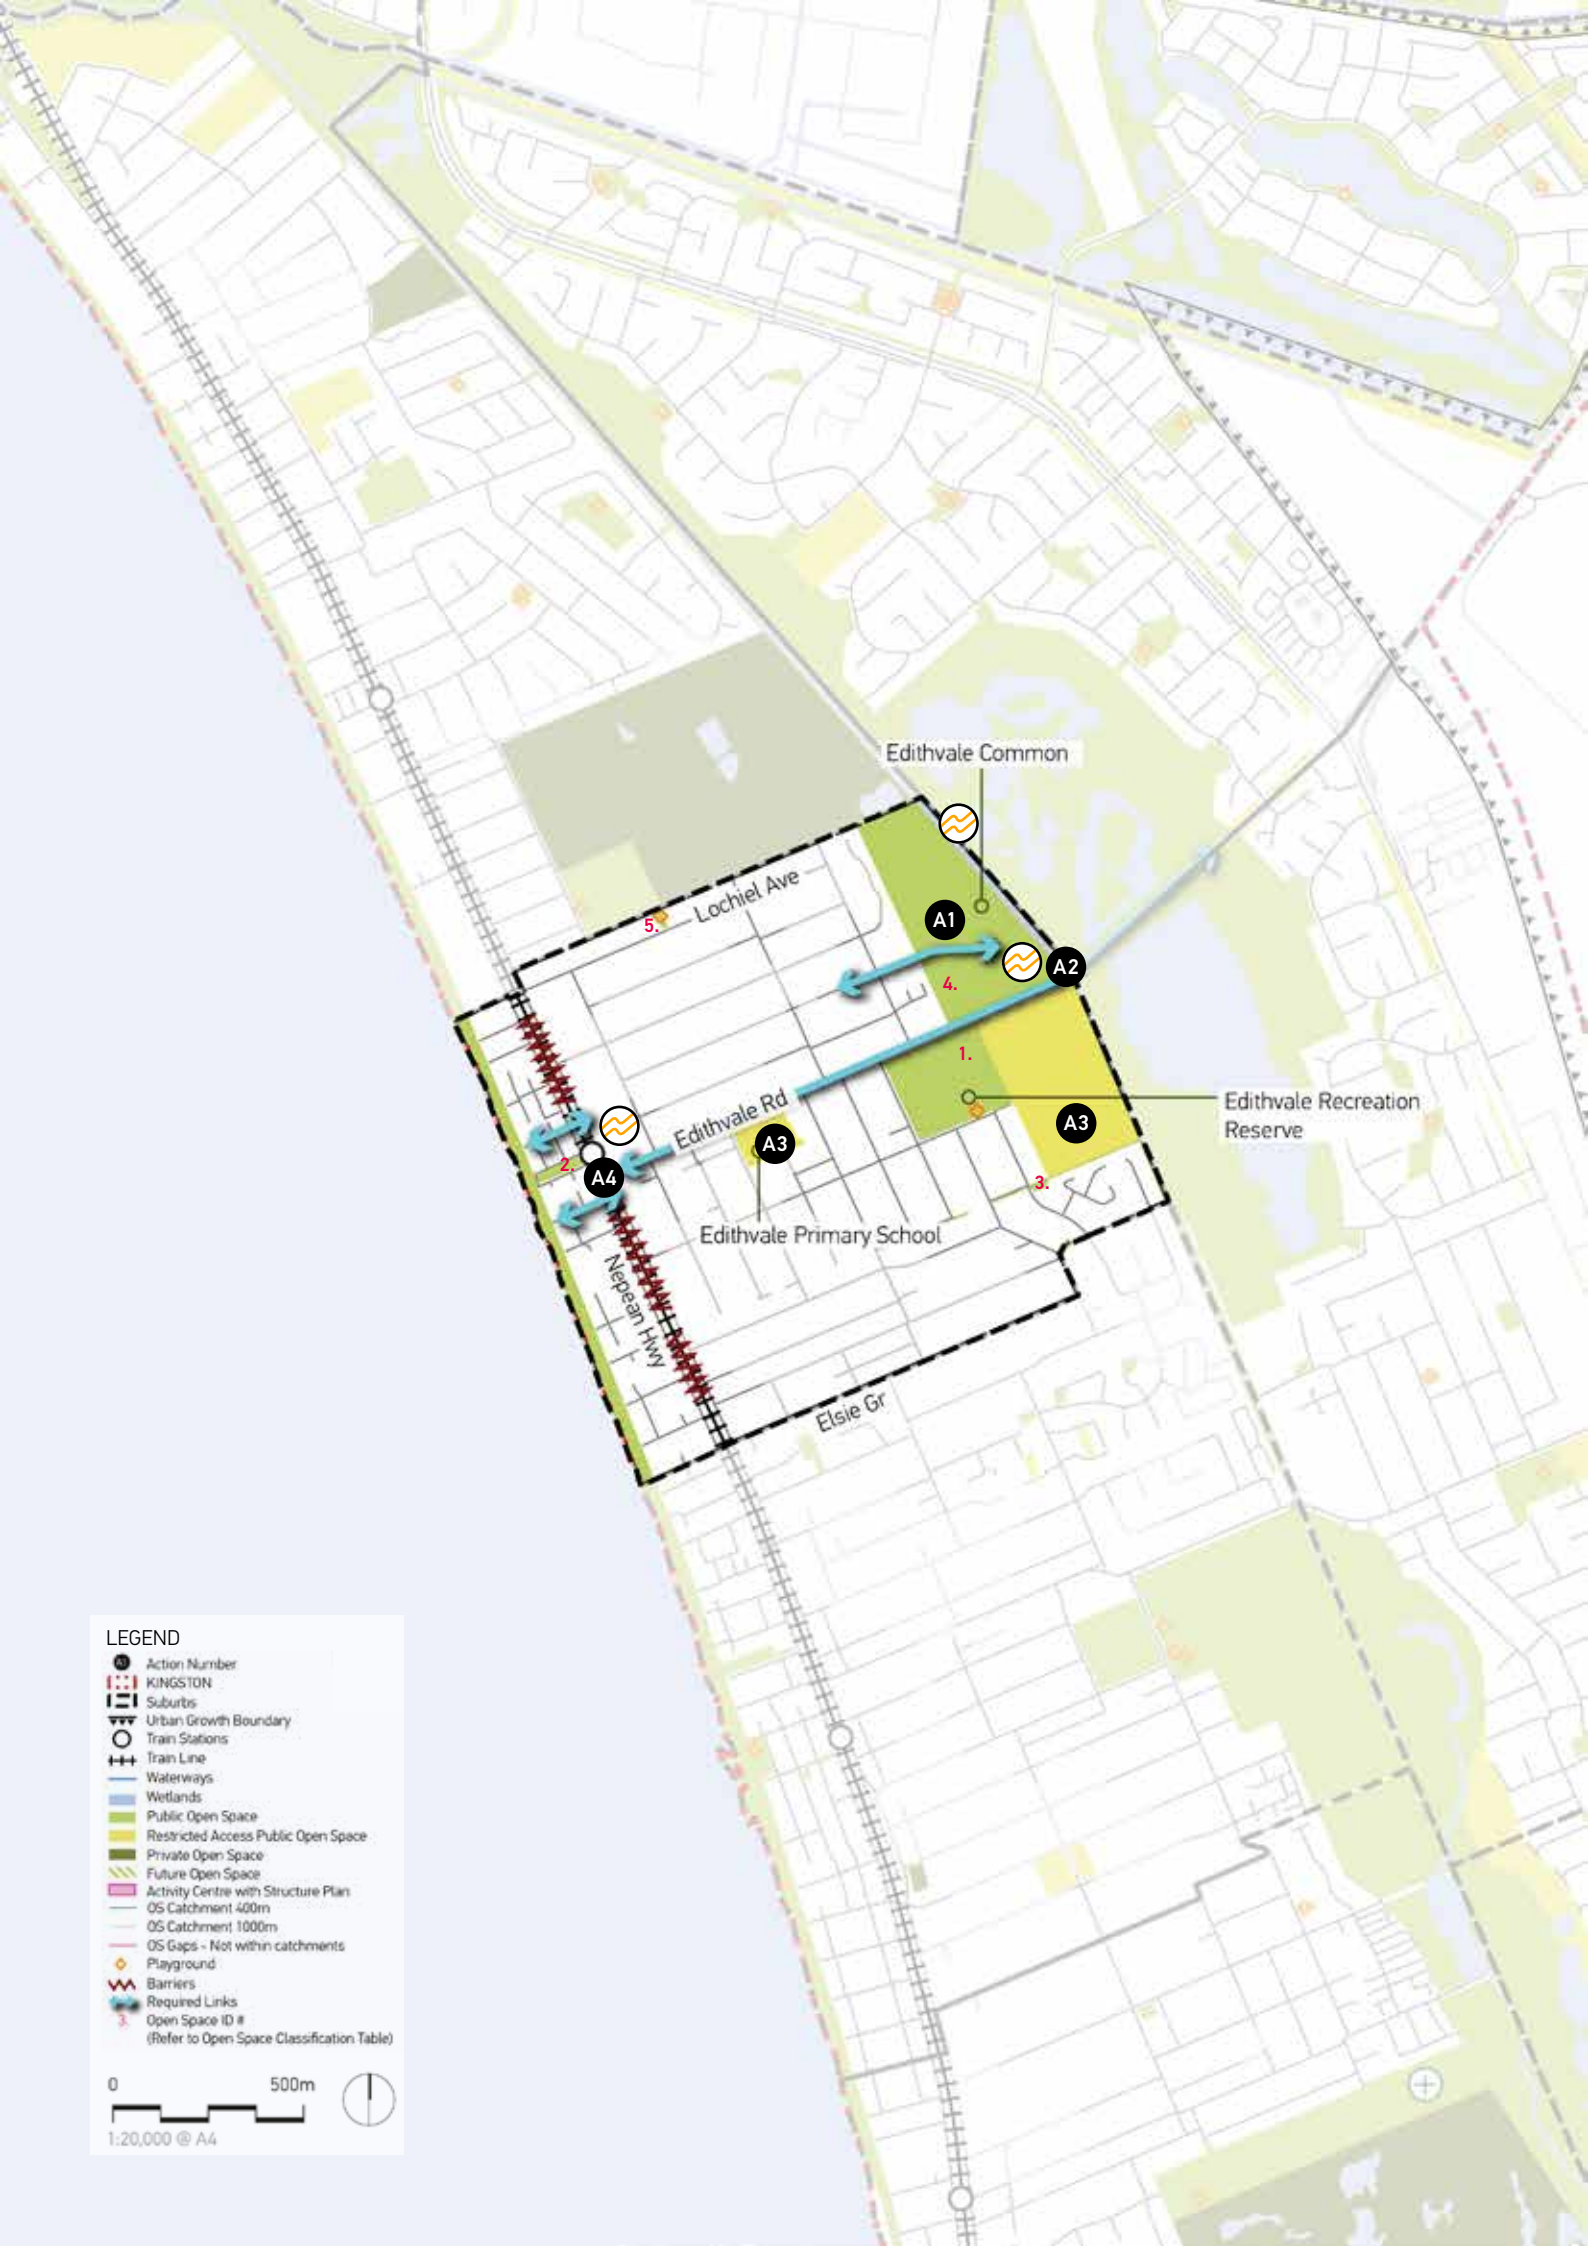 Edithvale Common
Lochiel Ave
5.
A1
A2
4.
1.
Edithvale Rd
Edithvale Recreation
Reserve
A3
A3
2.
A4
3.
Edithvale Primary School
Nepean Hwy
Elsie Gr
LEGEND
Action Number
KINGSTON
Suburbs
Urban Growth Boundary
Train Stations
Train Line
Waterways
Wetlands
Public Open Space
Restricted Access Public Open Space
Private Open Space
Future Open Space
Activity Centre with Structure Plan
OS Catchment 400m
OS Catchment 1000m
OS Gaps - Not within catchments
Playground
Barriers
Required Links
3. Open Space ID #
(Refer to Open Space Classification Table)
0 500m
1:20,000 @ A4